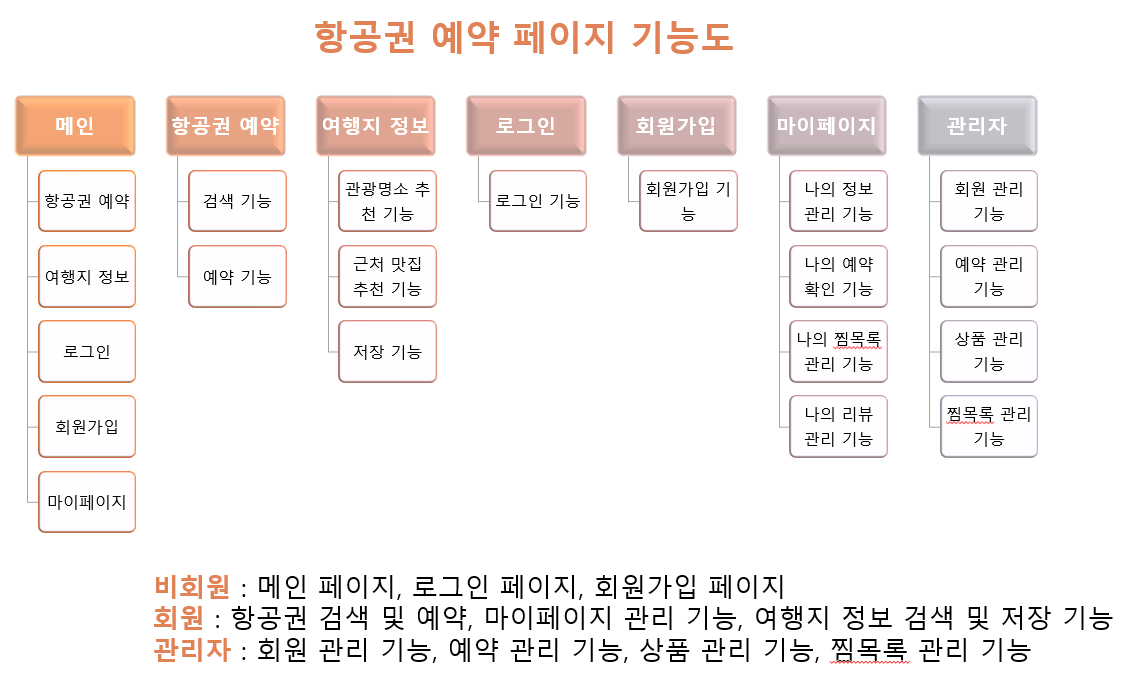 항공권 예약 페이지 기능도
메인
항공권 예약
여행지 정보
로그인
회원가입
마이페이지
항공권 예약
검색 기능
예약 기능
여행지 정보
관광명소 추
천 기능
근처 맛집
추천 기능
저장 기능
로그인
로그인 기능
회원가입
회원가입 기
능
마이페이지
나의 정보
관리 기능
나의 예약
확인 기능
나의 찜목록
관리 기능
나의 리뷰
관리 기능
관리자
회원 관리
기능
예약 관리
기능
상품 관리
기능
찜목록 관리
기능
비회원 : 메인 페이지, 로그인 페이지, 회원가입 페이지
회원 : 항공권 검색 및 예약, 마이페이지 관리 기능, 여행지 정보 검색 및 저장 기능
관리자 : 회원 관리 기능, 예약 관리 기능, 상품 관리 기능, 찜목록 관리 기능